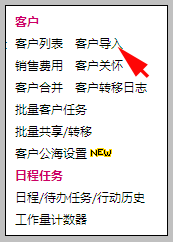 客户
客户列表 客户导入
销售费用 客户关怀
客户合并 客户转移日志
批量客户任务
批量共享/转移
客户公海设置 NEW
日程任务
日程/待办任务/行动历史
工作量计数器